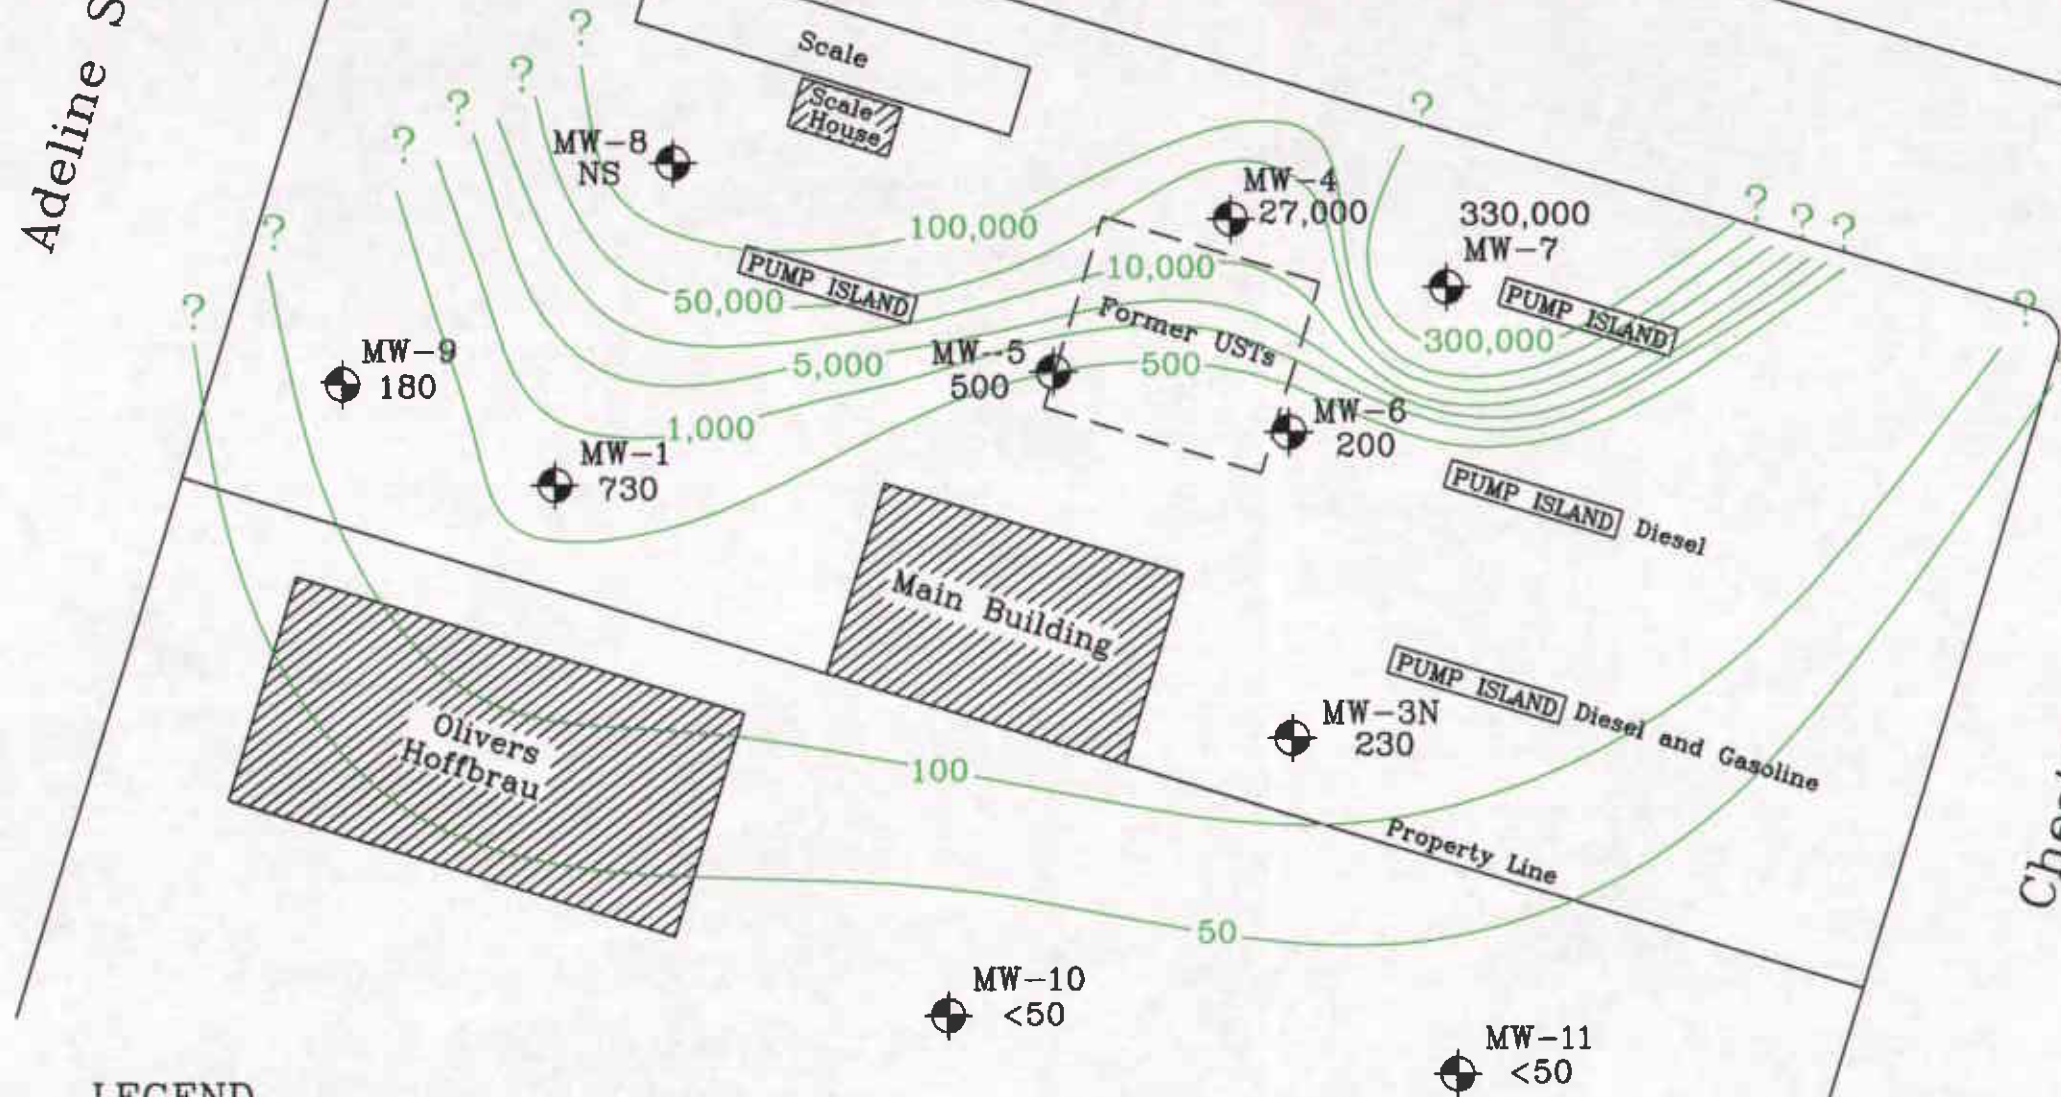 Adeline S
?
?
?
?
?
?
Scale
Scale
House
MW-8
NS
?
MW-4
27,000
330,000
MW-7
?
?
?
?
100,000
PUMP ISLAND
50,000
10,000
PUMP ISLAND
300,000
Former USTs
MW-9
180
5,000
MW-5
500
500
MW-6
200
1,000
MW-1
730
PUMP ISLAND Diesel
Main Building
PUMP ISLAND Diesel and Gasoline
MW-3N
230
Olivers
Hoffbrau
100
Property Line
50
MW-10
<50
MW-11
<50
LEGEND